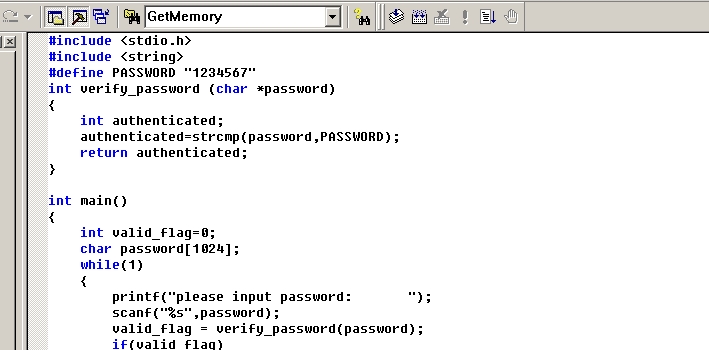 GetMemory
#include <stdio.h>
#include <string>
#define PASSWORD "1234567"
int verify_password (char *password)
{
    int authenticated;
    authenticated=strcmp(password,PASSWORD);
    return authenticated;
}

int main()
{
    int valid_flag=0;
    char password[1024];
    while(1)
    {
        printf("please input password:       ");
        scanf("%s",password);
        valid_flag = verify_password(password);
        if(valid_flag)